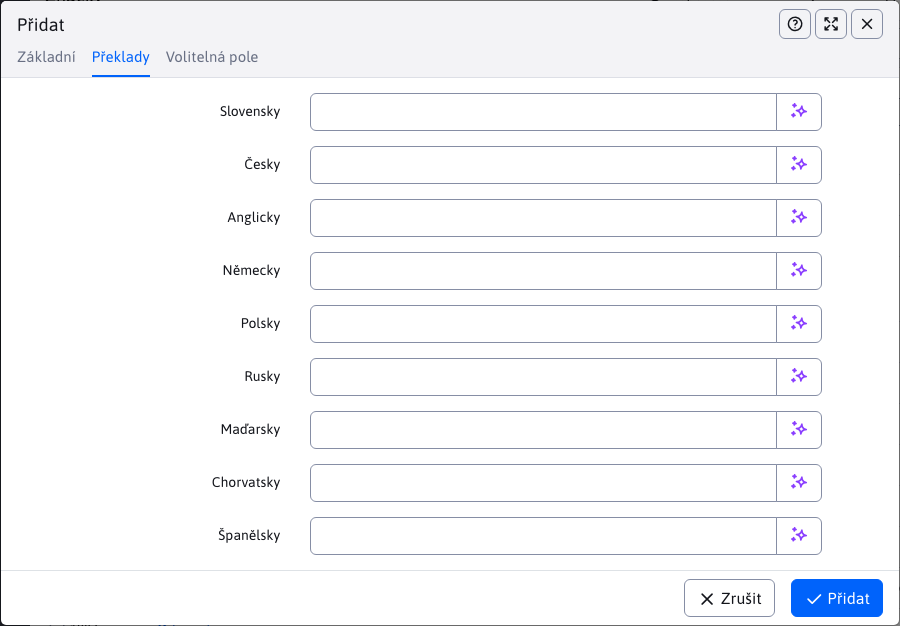 Přidat
Základní Překlady Volitelná pole
Slovensky
Česky
Anglicky
Německy
Polsky
Rusky
Maďarsky
Chorvatsky
Španělsky
Zrušit Přidat